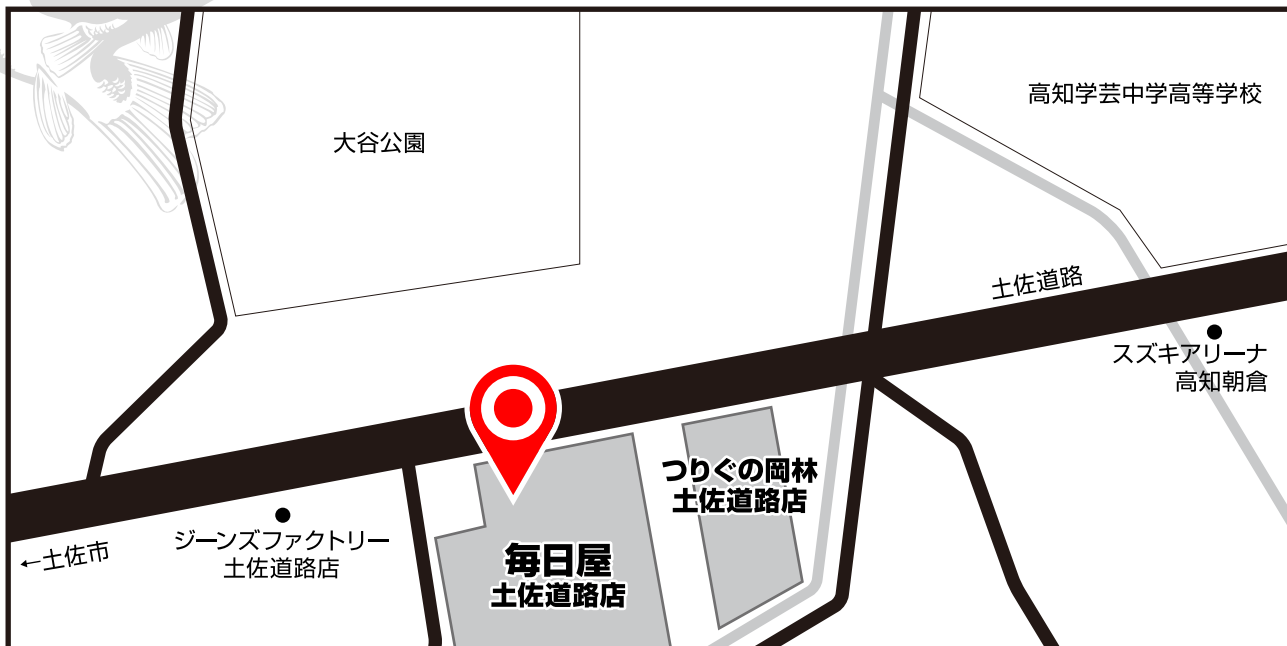 高知学芸中学高等学校
大谷公園
土佐道路
スズキアリーナ
高知朝倉
つりぐの岡林
土佐道路店
ジーンズファクトリー
土佐道路店
←土佐市
毎日屋
土佐道路店